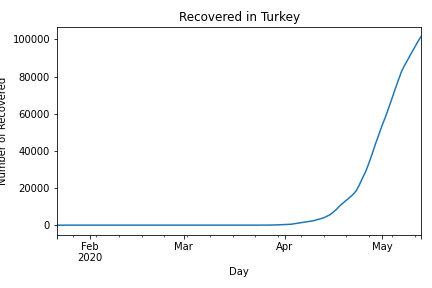 Recovered in Turkey
Number of Recovered
100000
80000
60000
40000
20000
0
Feb
2020
Mar
Apr
May
Day